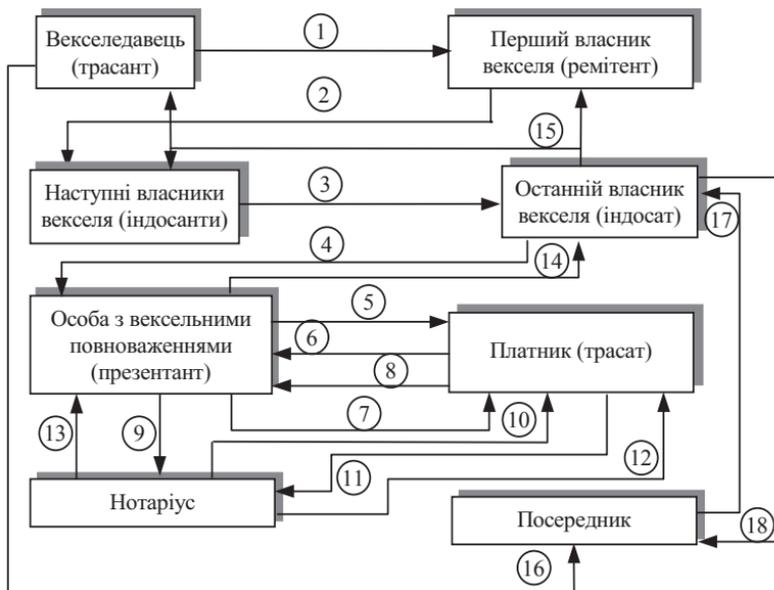 Векселедавець
(трасант)
1
Перший власник
векселя (ремітент)
2
15
Наступні власники
векселя (індосанти)
3
Останній власник
векселя (індосат)
17
4
14
Особа з вексельними
повноваженнями
(презентант)
5
6
8
7
Платник (трасат)
13
9
10
11
12
Нотаріус
Посередник
18
16